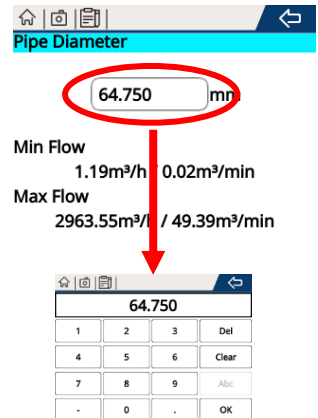 Pipe Diameter
64.750 mm
Min Flow
1.19m³/h / 0.02m³/min
Max Flow
2963.55m³/h / 49.39m³/min
64.750
1 2 3 Del
4 5 6 Clear
7 8 9 Abc
- 0 . OK